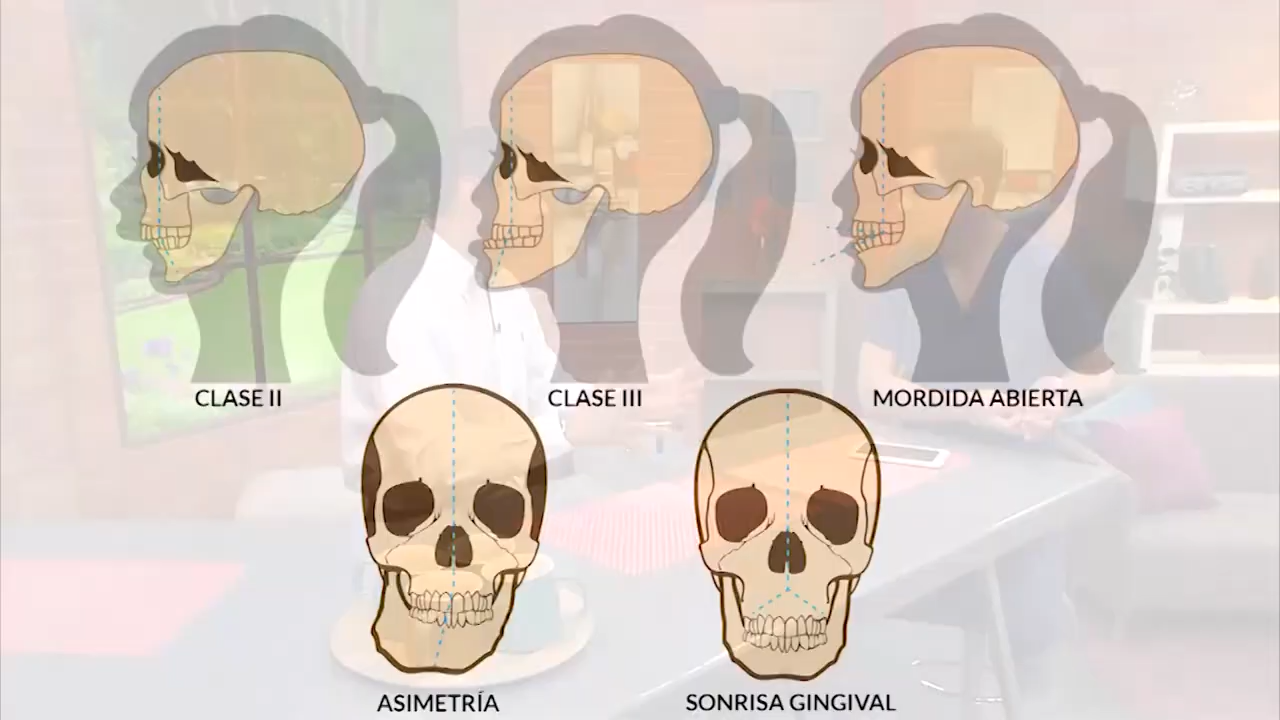 CLASE II
CLASE III
MORDIDA ABIERTA
ASIMETRÍA
SONRISA GINGIVAL